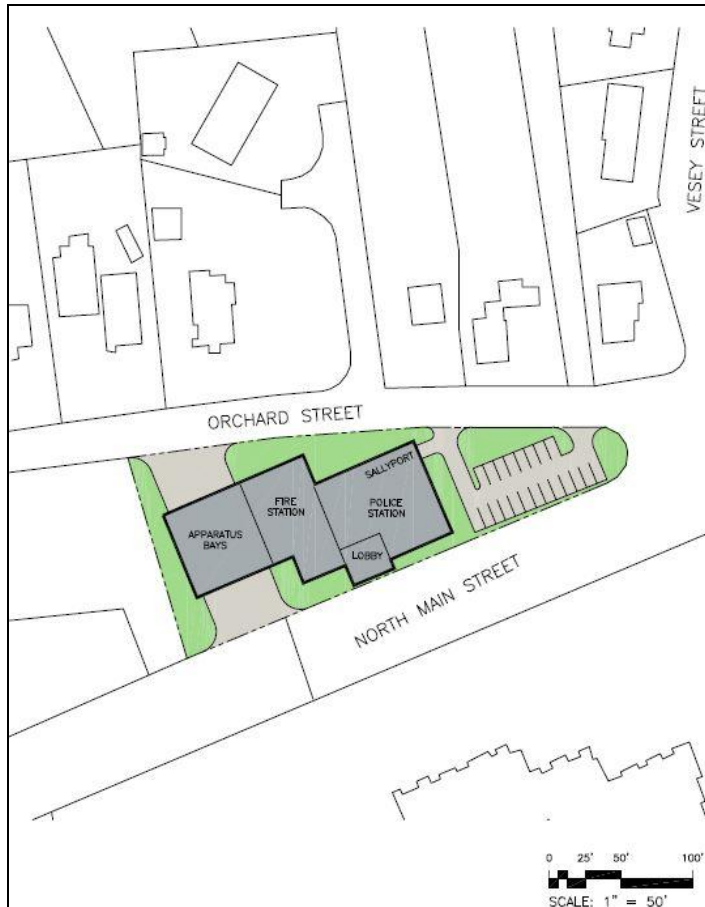 VESEY STREET
ORCHARD STREET
SALLYPORT
FIRE
STATION
POLICE
STATION
APPARATUS
BAYS
LOBBY
NORTH MAIN STREET
0 25' 50' 100'
SCALE: 1" = 50'